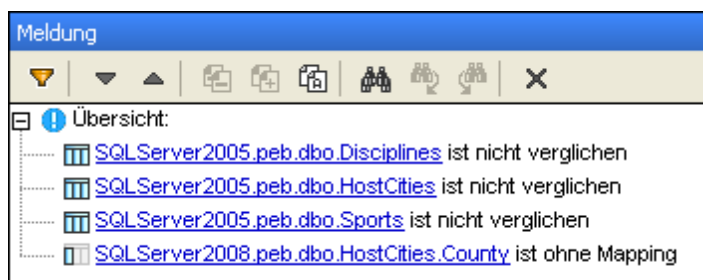 Meldung
Übersicht:
SQLServer2005.peb.dbo.Disciplines ist nicht verglichen
SQLServer2005.peb.dbo.HostCities ist nicht verglichen
SQLServer2005.peb.dbo.Sports ist nicht verglichen
SQLServer2008.peb.dbo.HostCities.County ist ohne Mapping